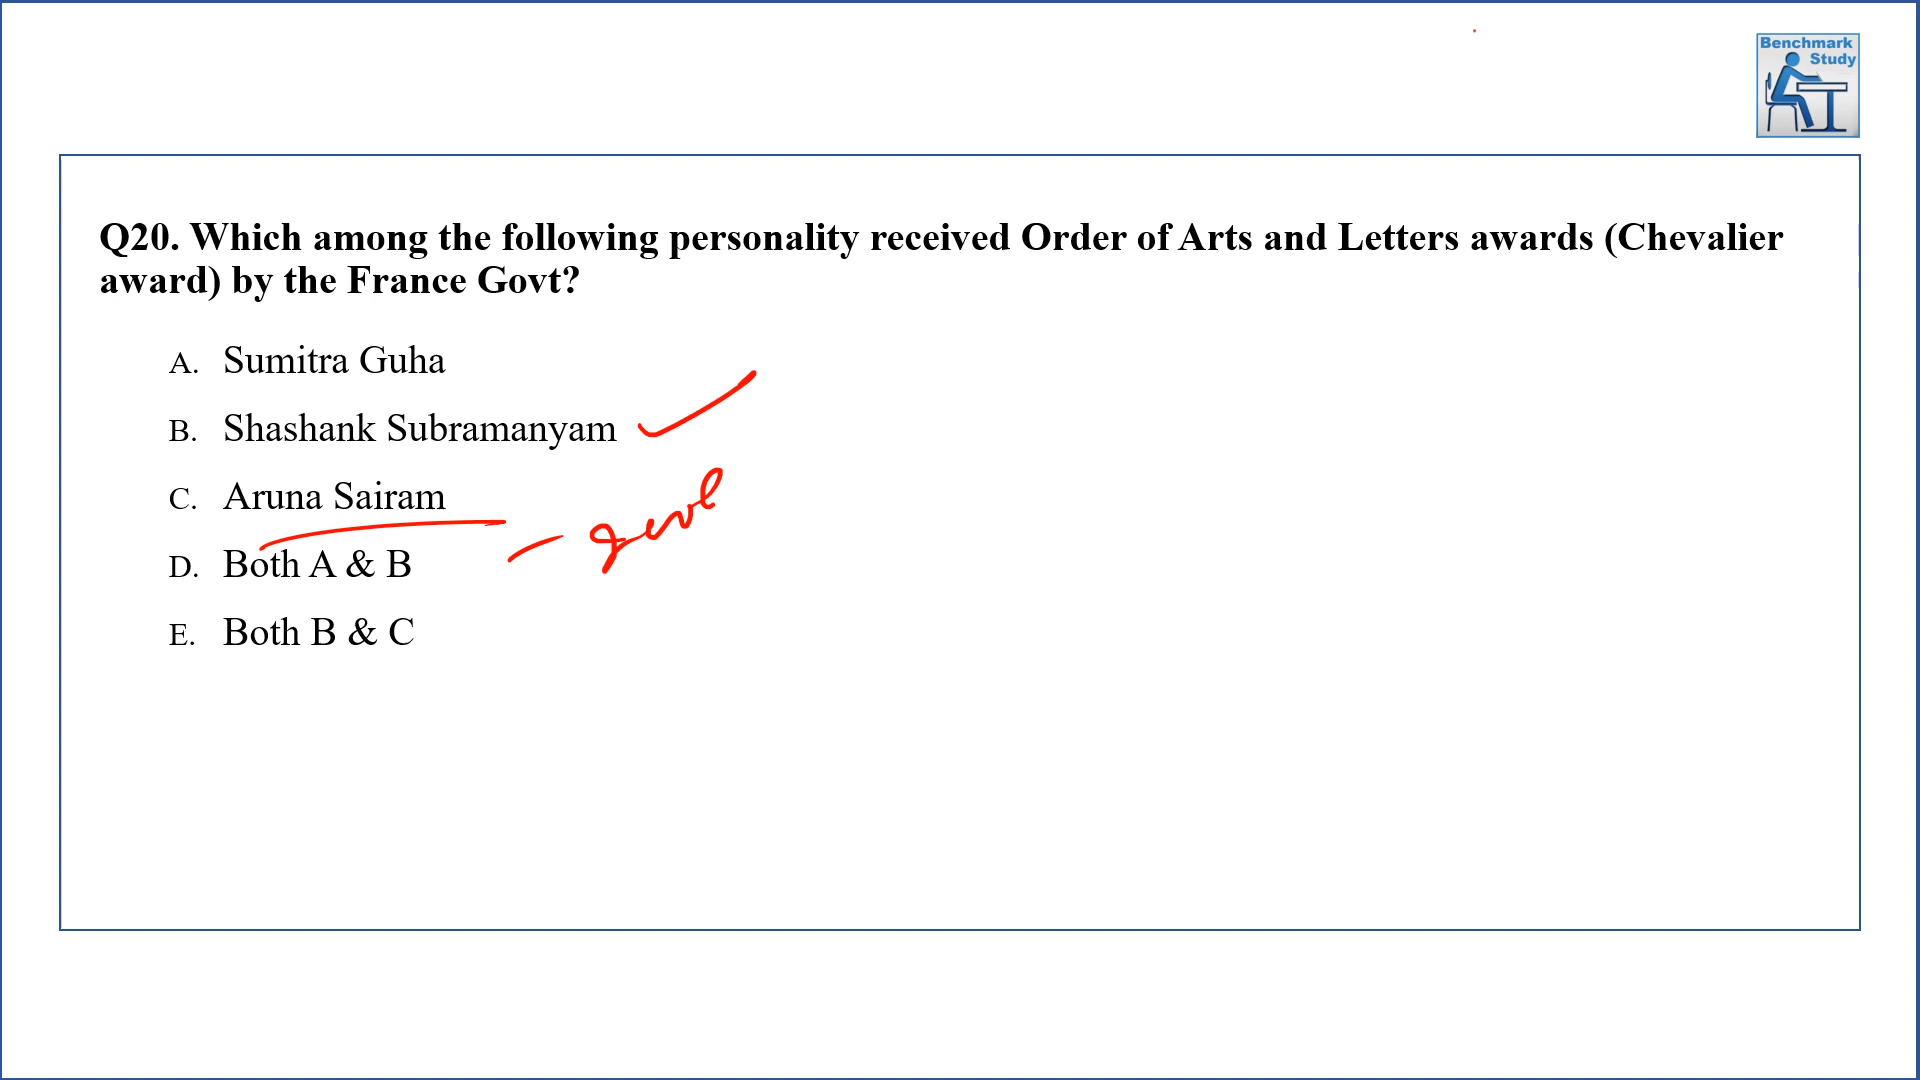 Benchmark
Study
Q20. Which among the following personality received Order of Arts and Letters awards (Chevalier
award) by the France Govt?
A. Sumitra Guha
B. Shashank Subramanyam
C. Aruna Sairam
D. Both A & B
E. Both B & C